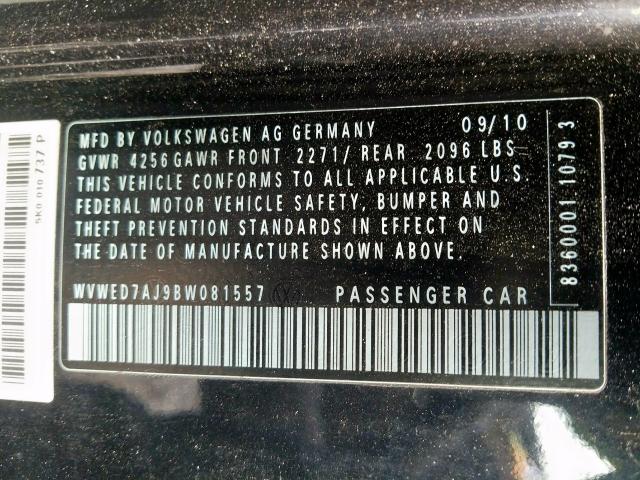 MFD BY VOLKSWAGEN AG GERMANY 09/10
GVWR 4256 GAWR FRONT 2271/ REAR 2096 LBS
THIS VEHICLE CONFORMS TO ALL APPLICABLE U.S
FEDERAL MOTOR VEHICLE SAFETY, BUMPER AND
THEFT PREVENTION STANDARDS IN EFFECT ON
THE DATE OF MANUFACTURE SHOWN ABOVE.
WVWED7AJ9BW081557 PASSENGER CAR
8360001 10793
5K0 010 737 P